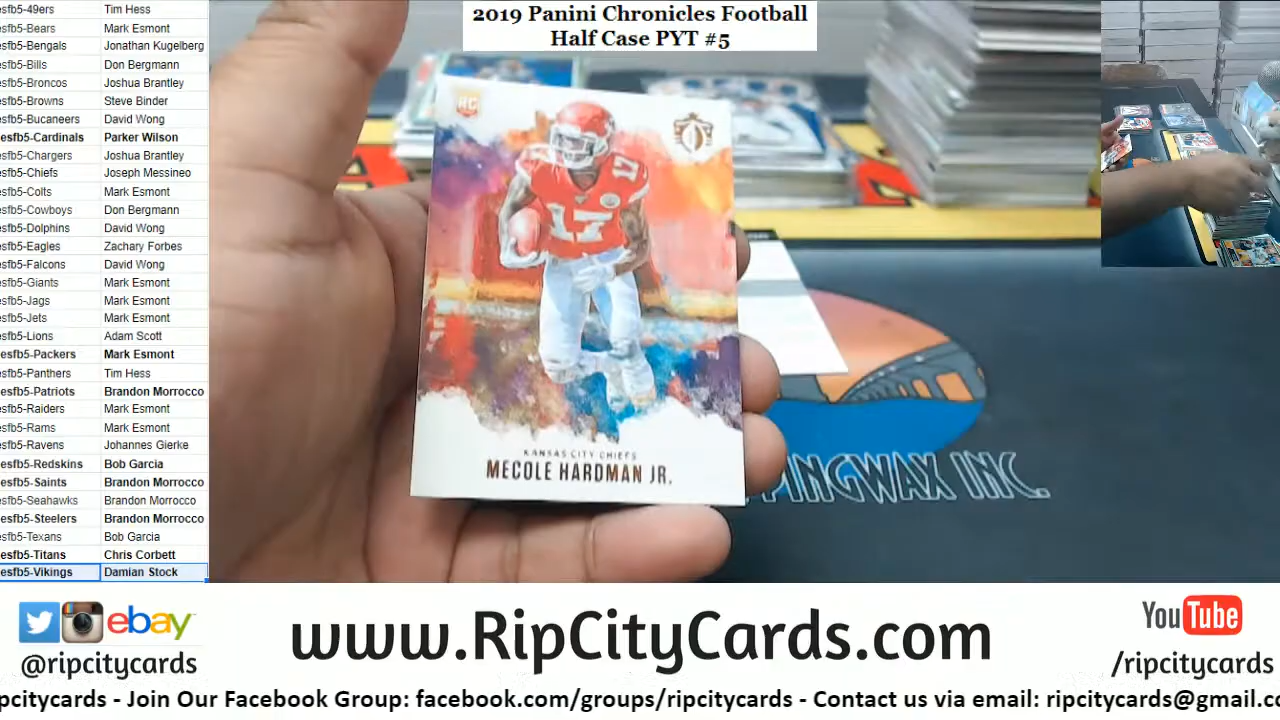 2019 Panini Chronicles Football
Half Case PYT #5
esfb5-49ers Tim Hess
esfb5-Bears Mark Esmont
esfb5-Bengals Jonathan Kugelberg
esfb5-Bills Don Bergmann
esfb5-Broncos Joshua Brantley
esfb5-Browns Steve Binder
esfb5-Bucaneers David Wong
esfb5-Cardinals Parker Wilson
esfb5-Chargers Joshua Brantley
esfb5-Chiefs Joseph Messineo
esfb5-Colts Mark Esmont
esfb5-Cowboys Don Bergmann
esfb5-Dolphins David Wong
esfb5-Eagles Zachary Forbes
esfb5-Falcons David Wong
esfb5-Giants Mark Esmont
esfb5-Jags Mark Esmont
esfb5-Jets Mark Esmont
esfb5-Lions Adam Scott
esfb5-Packers Mark Esmont
esfb5-Panthers Tim Hess
esfb5-Patriots Brandon Morrocco
esfb5-Raiders Mark Esmont
esfb5-Rams Mark Esmont
esfb5-Ravens Johannes Gierke
esfb5-Redskins Bob Garcia
esfb5-Saints Brandon Morrocco
esfb5-Seahawks Brandon Morrocco
esfb5-Steelers Brandon Morrocco
esfb5-Texans Bob Garcia
esfb5-Titans Chris Corbett
esfb5-Vikings Damian Stock
RC
17
17
KANSAS CITY CHIEFS
MECOLE HARDMAN JR.
PINGWAX INC.
ebay
@ripcitycards
www.RipCityCards.com
YouTube
/ripcitycards
pcitycards - Join Our Facebook Group: facebook.com/groups/ripcitycards - Contact us via email: ripcitycards@gmail.co